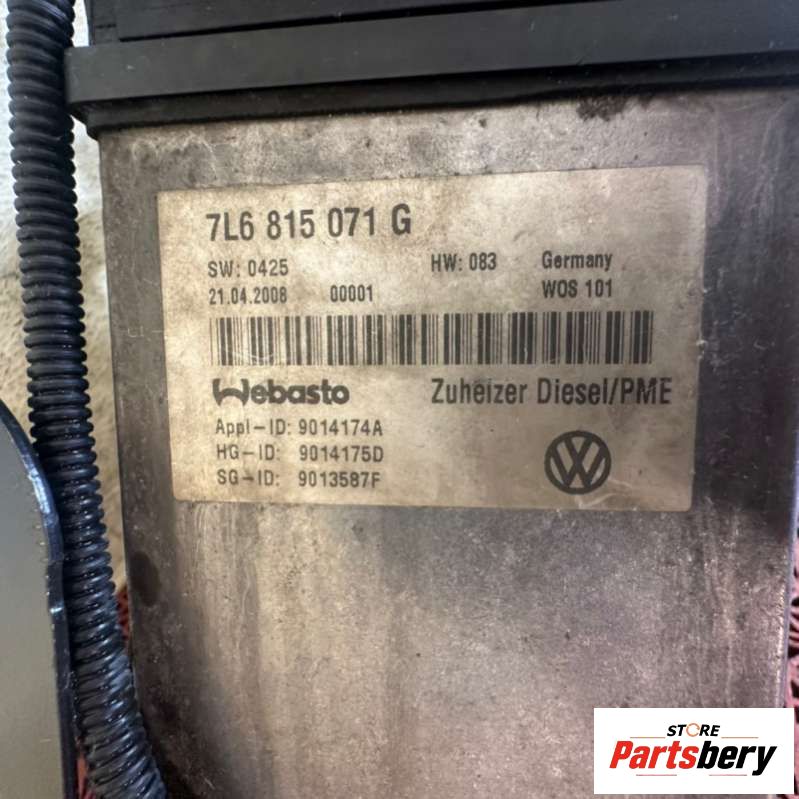 7L6 815 071 G
SW: 0425 HW: 083 Germany
21.04.2008 00001 WOS 101
Webasto Zuheizer Diesel/PME
Appl-ID: 9014174A
HG-ID: 9014175D
SG-ID: 9013587F
STORE
Partsbery